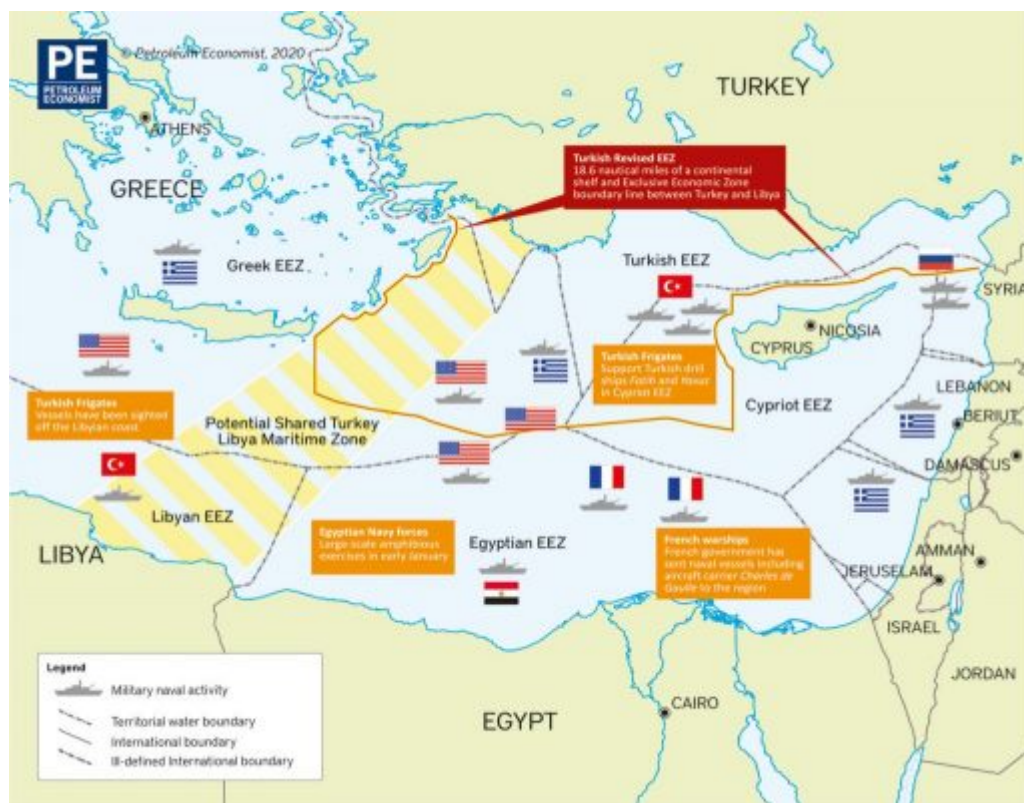 PE
PETROLEUM
ECONOMIST
© Petroleum Economist, 2020
TURKEY
ATHENS
GREECE
Turkish Revised EEZ
18.6 nautical miles of a continental
shelf and Exclusive Economic Zone
boundary line between Turkey and Libya
Greek EEZ
Turkish EEZ
SYRIA
NICOSIA
CYPRUS
Turkish Frigates
Support Turkish drill
ships Fatih and Yavuz
in Cypriot EEZ
LEBANON
Turkish Frigates
Vessels have been sighted
off the Libyan coast
Potential Shared Turkey
Libya Maritime Zone
Cypriot EEZ
BERIUT
DAMASCUS
Libyan EEZ
LIBYA
Egyptian Navy forces
Large scale amphibious
exercises in early January
Egyptian EEZ
French warships
French government has
sent naval vessels including
aircraft carrier Charles de
Gaulle to the region
AMMAN
JERUSELAM
ISRAEL
JORDAN
Legend
Military naval activity
Territorial water boundary
International boundary
Ill-defined International boundary
EGYPT
CAIRO